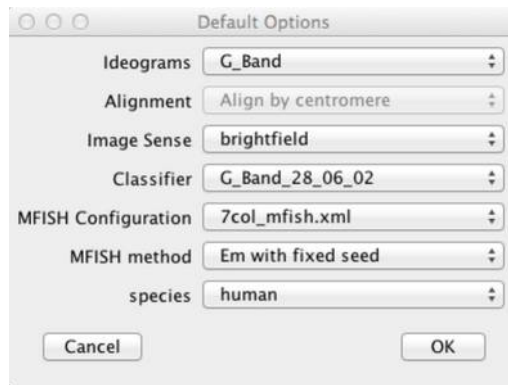 Default Options
Ideograms G_Band
Alignment Align by centromere
Image Sense brightfield
Classifier G_Band_28_06_02
MFISH Configuration 7col_mfish.xml
MFISH method Em with fixed seed
species human
Cancel OK